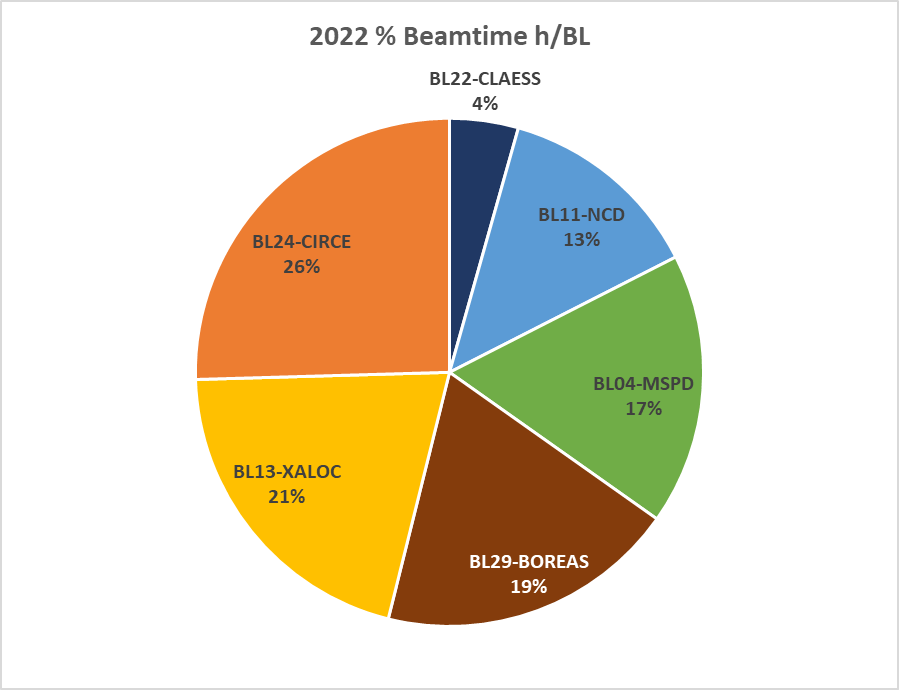 2022 % Beamtime h/BL
BL22-CLAESS
4%
BL11-NCD
13%
BL24-CIRCE
26%
BL04-MSPD
17%
BL13-XALOC
21%
BL29-BOREAS
19%